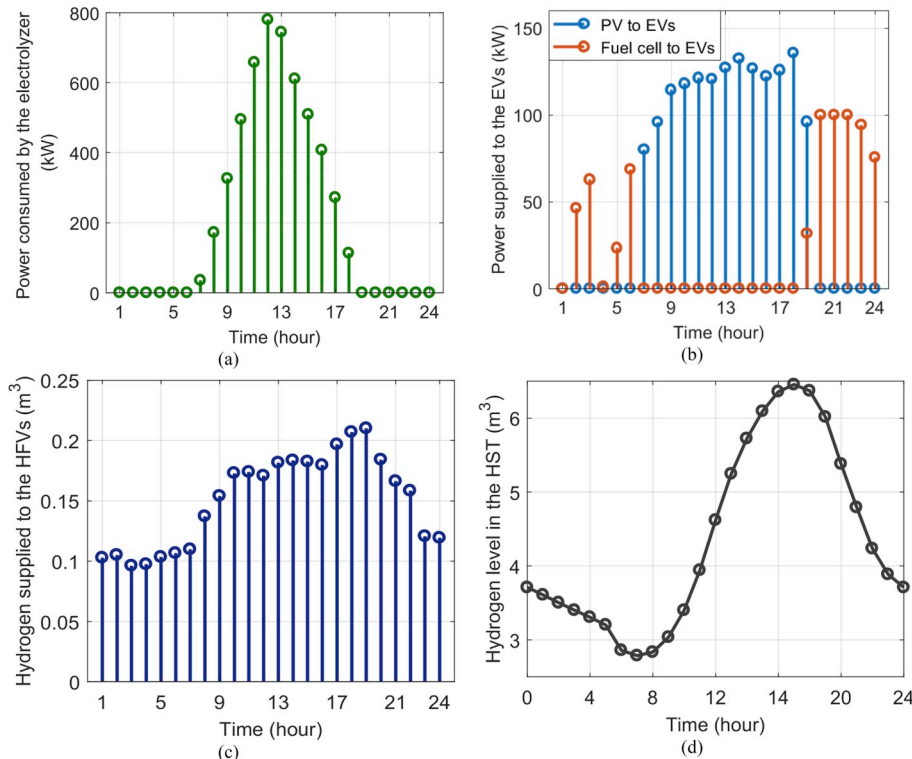 Power consumed by the electrolyzer
(kW)
800
600
400
200
0
1 5 9 13 17 21 24
Time (hour)
(a)
Power supplied to the EVs (kW)
150
100
50
0
PV to EVs
Fuel cell to EVs
1 5 9 13 17 21 24
Time (hour)
(b)
Hydrogen supplied to the HFVs (m³)
0.25
0.2
0.15
0.1
0.05
0
1 5 9 13 17 21 24
Time (hour)
(c)
Hydrogen level in the HST (m³)
6
5
4
3
0 4 8 12 14 20 24
Time (hour)
(d)